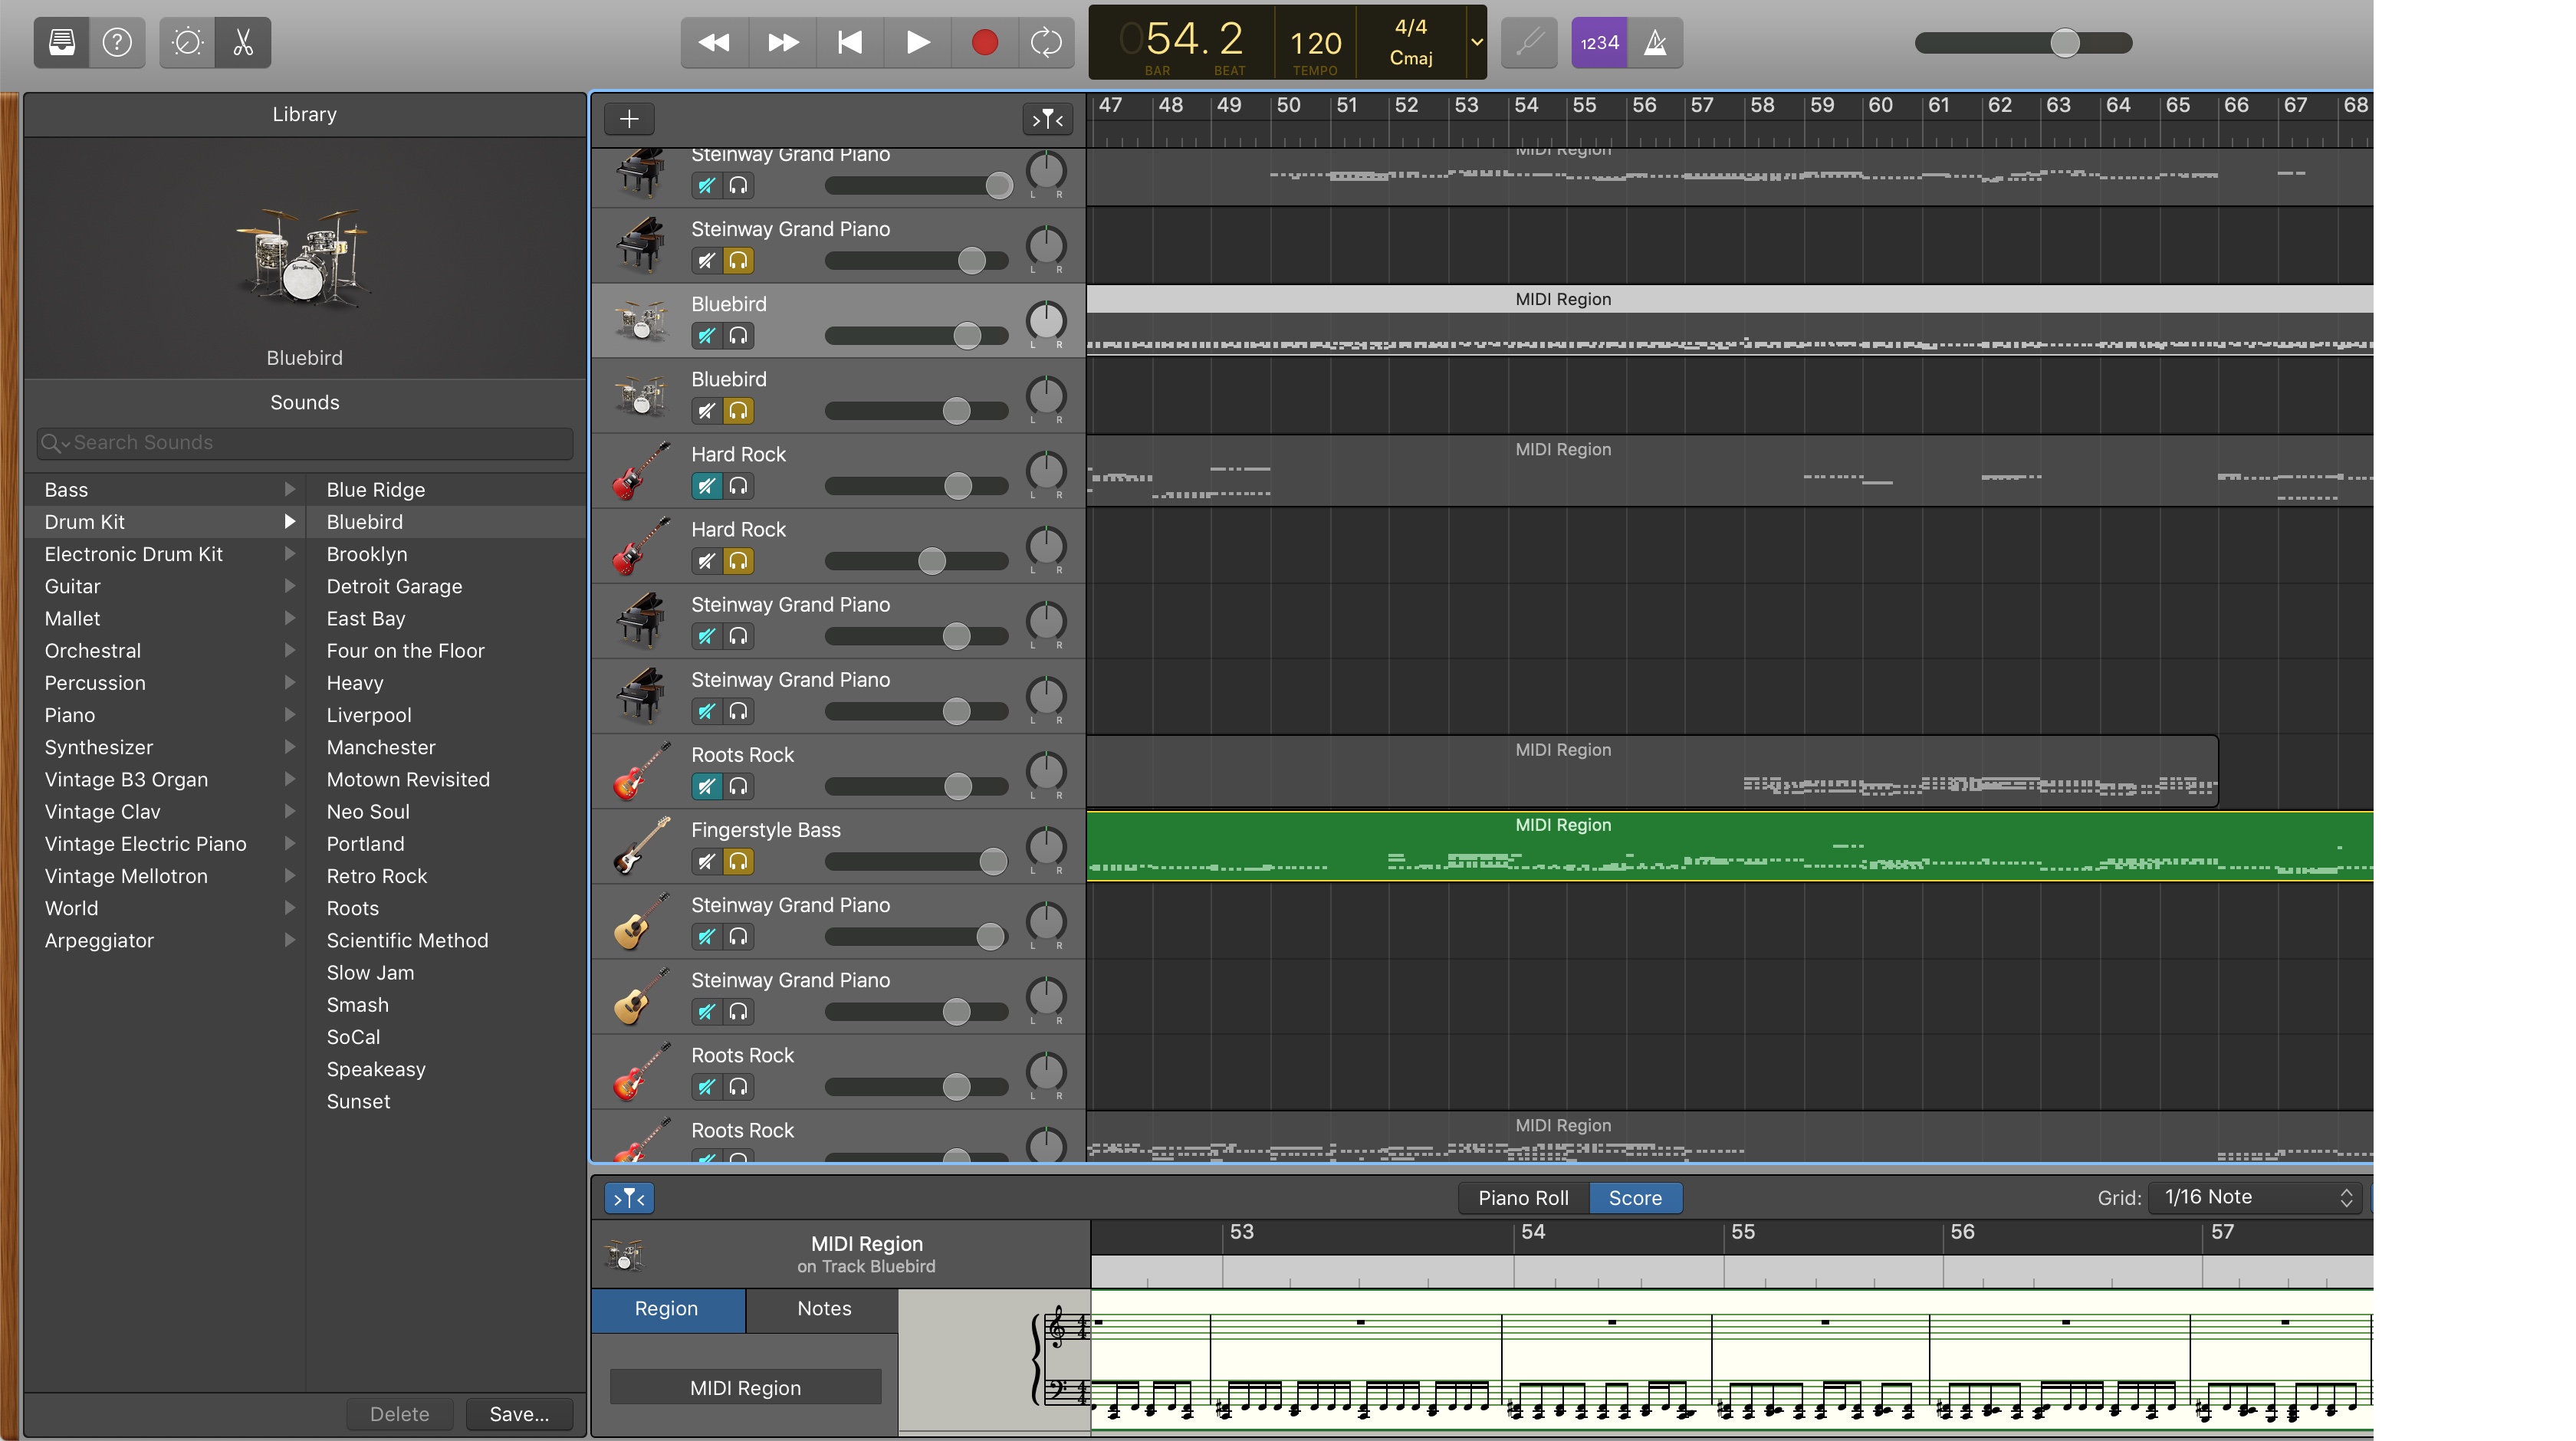 1234
054.2
BAR BEAT
120
TEMPO
4/4
Cmaj
Library
Bluebird
Sounds
Search Sounds
Bass
Drum Kit
Electronic Drum Kit
Guitar
Mallet
Orchestral
Percussion
Piano
Synthesizer
Vintage B3 Organ
Vintage Clav
Vintage Electric Piano
Vintage Mellotron
World
Arpeggiator
Blue Ridge
Bluebird
Brooklyn
Detroit Garage
East Bay
Four on the Floor
Heavy
Liverpool
Manchester
Motown Revisited
Neo Soul
Portland
Retro Rock
Roots
Scientific Method
Slow Jam
Smash
SoCal
Speakeasy
Sunset
Delete Save...
47 48 49 50 51 52 53 54 55 56 57 58 59 60 61 62 63 64 65 66 67 68
Steinway Grand Piano
L R
MIDI Region
Steinway Grand Piano
L R
Bluebird
L R
MIDI Region
Bluebird
L R
Hard Rock
L R
MIDI Region
Hard Rock
L R
Steinway Grand Piano
L R
Steinway Grand Piano
L R
Roots Rock
L R
MIDI Region
Fingerstyle Bass
L R
MIDI Region
Steinway Grand Piano
L R
Steinway Grand Piano
L R
Roots Rock
L R
Roots Rock
MIDI Region
Piano Roll Score
Grid: 1/16 Note
53 54 55 56 57
MIDI Region
on Track Bluebird
Region Notes
MIDI Region